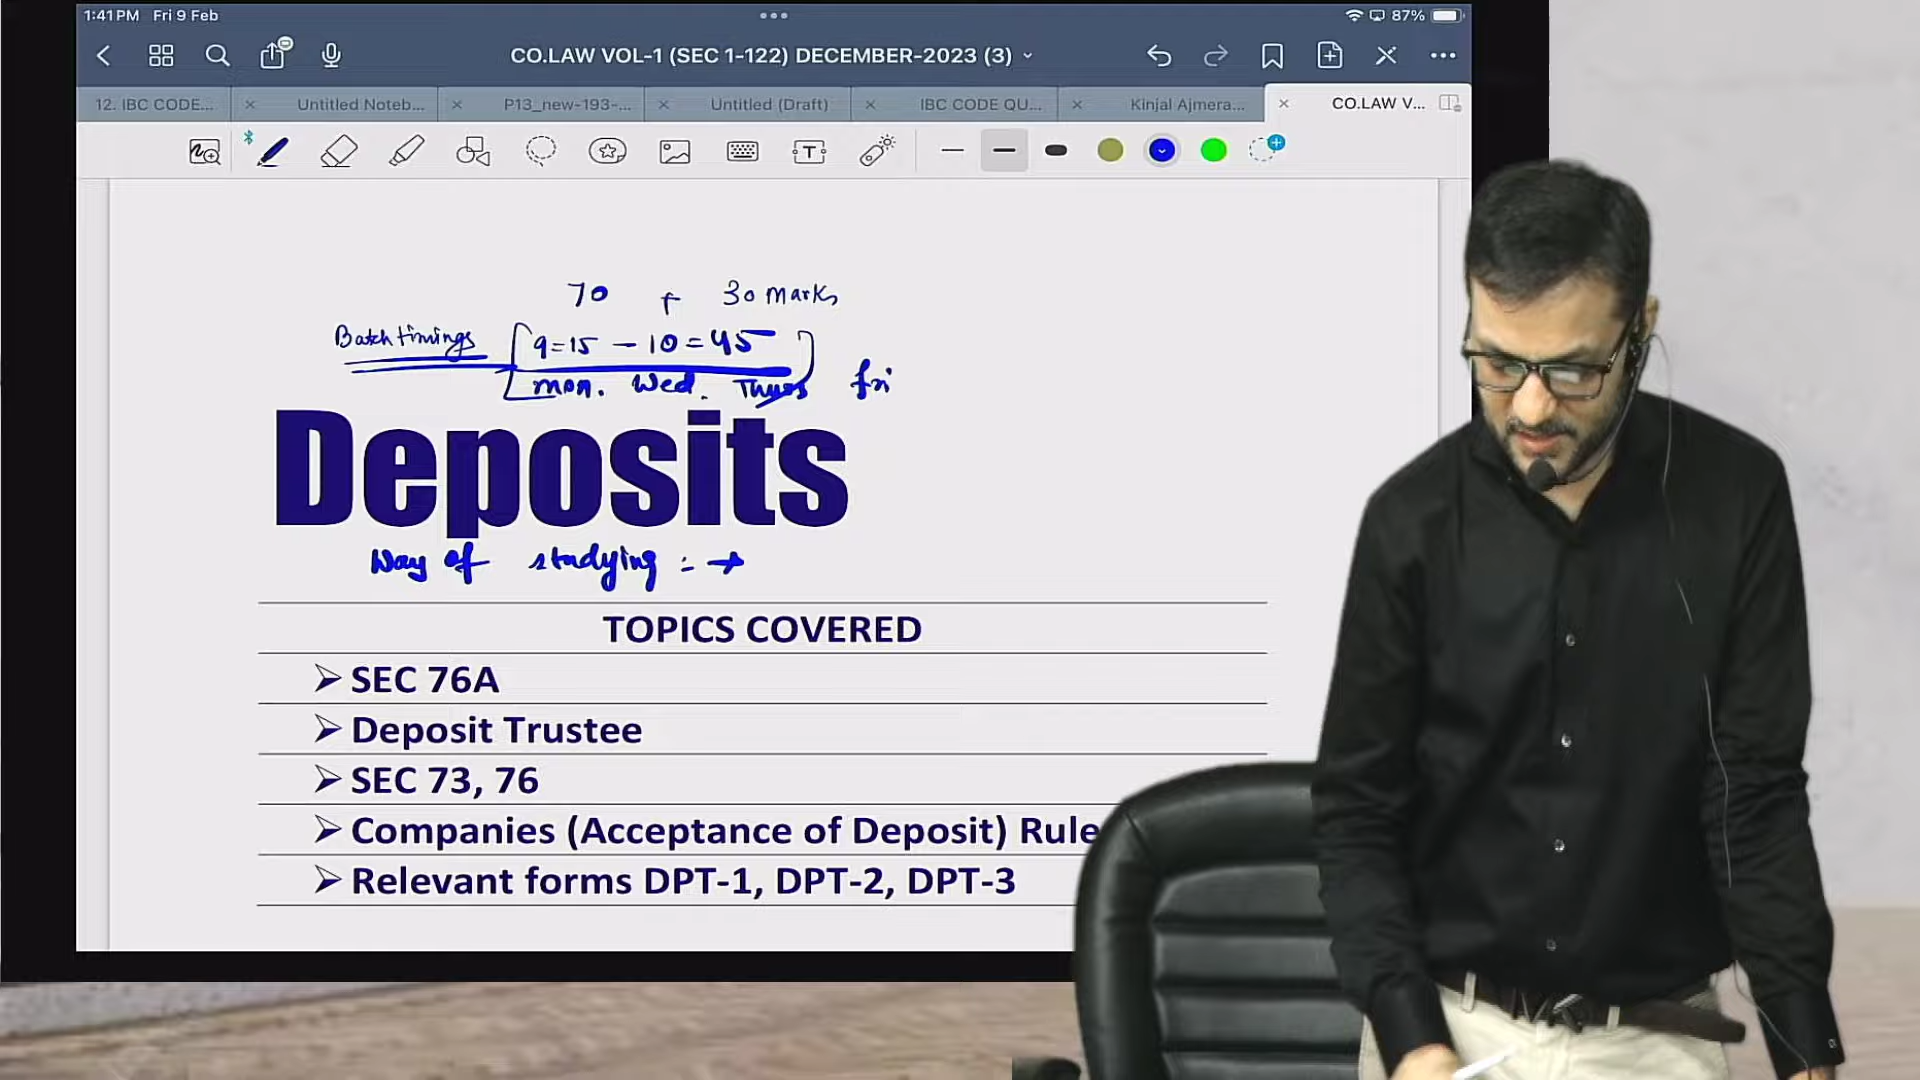 1:41 PM Fri 9 Feb 87%
CO.LAW VOL-1 (SEC 1-122) DECEMBER-2023 (3)
12. IBC CODE... Untitled Noteb... P13_new-193-... Untitled (Draft) IBC CODE QU... Kinjal Ajmera... CO.LAW V...
70 + 30 marks
Batch timings 9=15 - 10=45
mon. Wed. Thurs fri
Deposits
Way of studying :→
TOPICS COVERED
➢ SEC 76A
➢ Deposit Trustee
➢ SEC 73, 76
➢ Companies (Acceptance of Deposit) Rule
➢ Relevant forms DPT-1, DPT-2, DPT-3